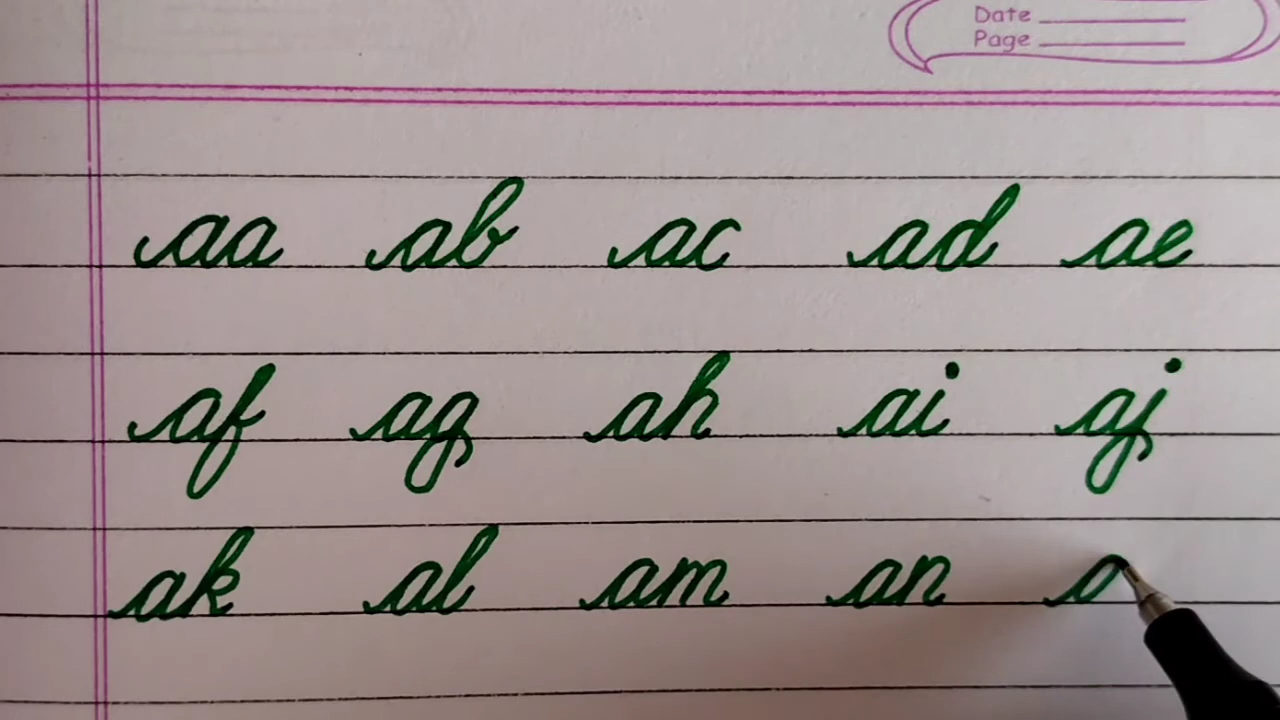 Date
Page
aa ab ac ad ae
af ag ah ai aj
ak al am an